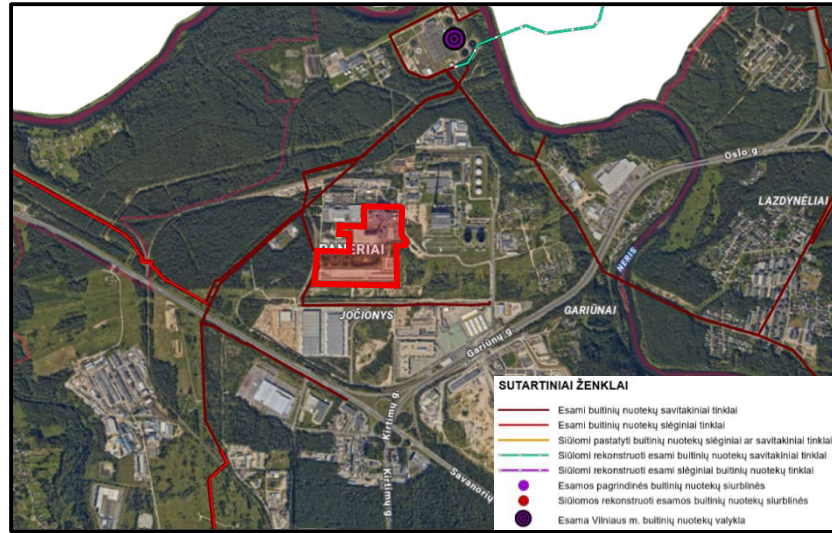 Oslo g.
LAZDYNĖLIAI
PANERIAI
NERIS
JOČIONYS
GARIŪNAI
Gariūnų g.
Kirtimų g.
Kirtimų g.
Savanorių
SUTARTINIAI ŽENKLAI
Esami buitinių nuotekų savitakiniai tinklai
Esami buitinių nuotekų slėginiai tinklai
Siūlomi pastatyti buitinių nuotekų slėginiai ar savitakiniai tinklai
Siūlomi rekonstruoti esami buitinių nuotekų savitakiniai tinklai
Siūlomi rekonstruoti esami slėginiai buitinių nuotekų tinklai
Esamos pagrindinės buitinių nuotekų siurblinės
Siūlomos rekonstruoti esamos buitinių nuotekų siurblinės
Esama Vilniaus m. buitinių nuotekų valykla